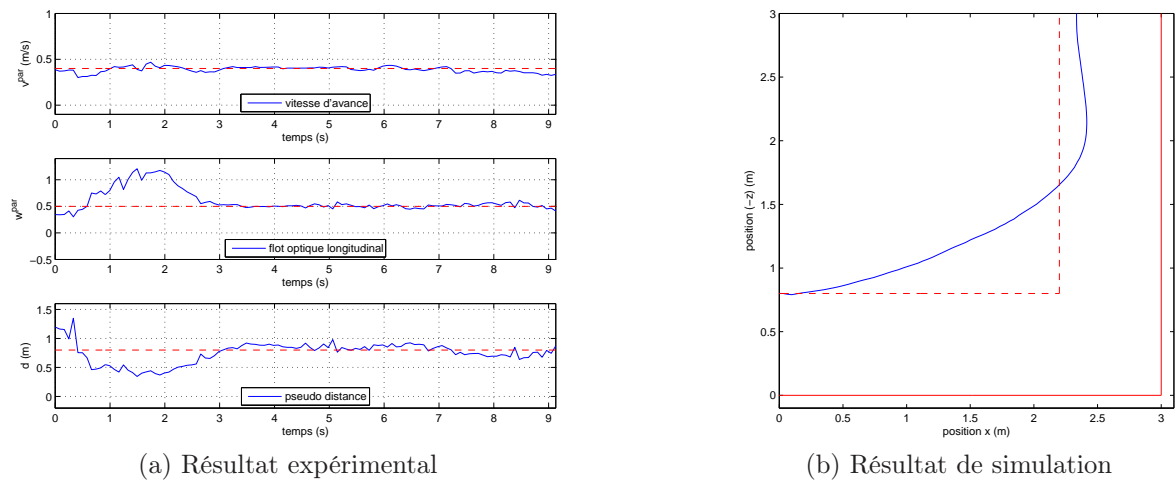 1
0.5
0
v^par (m/s)
vitesse d'avance
0 1 2 3 4 5 6 7 8 9
temps (s)
1
0.5
0
−0.5
w^par
flot optique longitudinal
0 1 2 3 4 5 6 7 8 9
temps (s)
1.5
1
0.5
0
d (m)
pseudo distance
0 1 2 3 4 5 6 7 8 9
temps (s)
(a) Résultat expérimental
3
2.5
2
1.5
1
0.5
0
position (−z) (m)
0 0.5 1 1.5 2 2.5 3
position x (m)
(b) Résultat de simulation